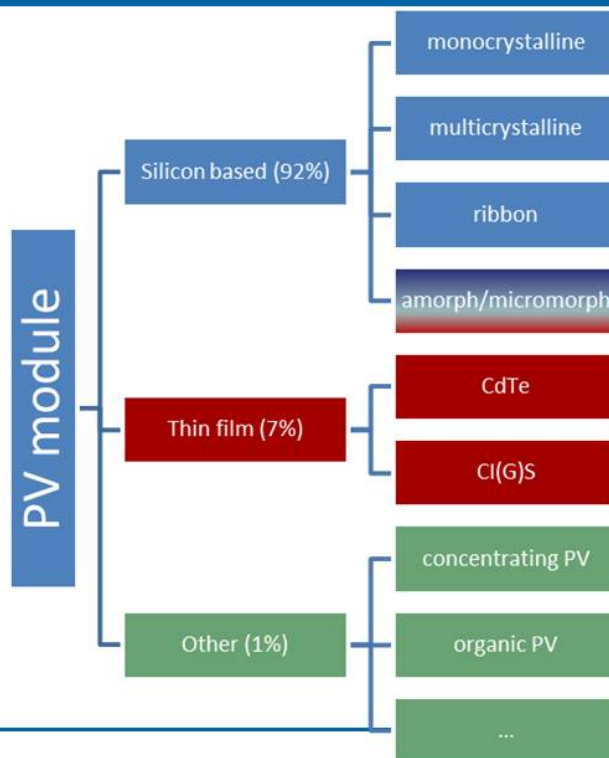 PV module
Silicon based (92%)
monocrystalline
multicrystalline
ribbon
amorph/micromorph
Thin film (7%)
CdTe
CI(G)S
Other (1%)
concentrating PV
organic PV
...